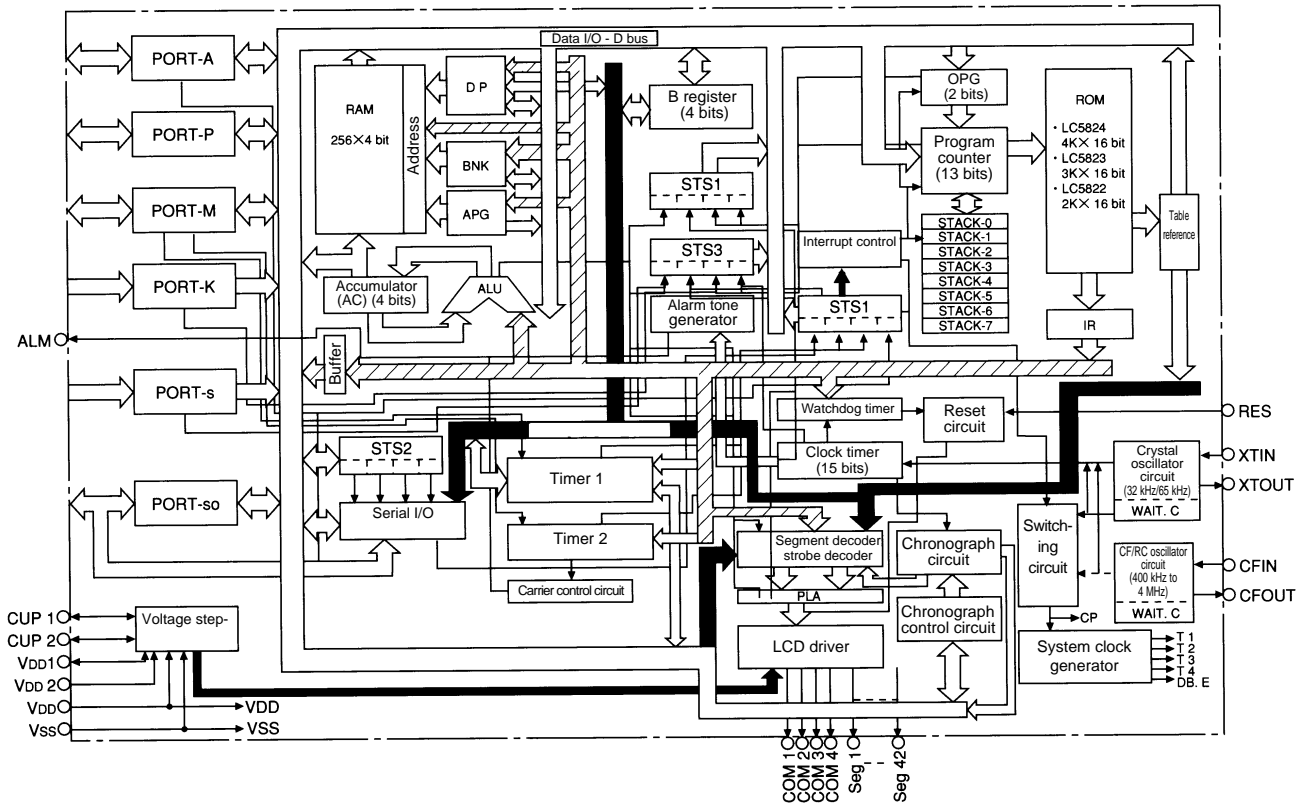 Data I/O - D bus
PORT-A
PORT-P
PORT-M
PORT-K
ALM
PORT-s
PORT-so
RAM
256×4 bit
Address
D P
BNK
APG
Accumulator
(AC) (4 bits)
ALU
Buffer
B register
(4 bits)
STS1
STS3
Alarm tone
generator
Interrupt control
STS1
OPG
(2 bits)
Program
counter
(13 bits)
STACK-0
STACK-1
STACK-2
STACK-3
STACK-4
STACK-5
STACK-6
STACK-7
ROM
・ LC5824
4K× 16 bit
・ LC5823
3K× 16 bit
・ LC5822
2K× 16 bit
Table
reference
IR
Watchdog timer
Clock timer
(15 bits)
Reset
circuit
RES
XTIN
XTOUT
Crystal
oscillator
circuit
(32 kHz/65 kHz)
WAIT. C
STS2
Serial I/O
Timer 1
Timer 2
Carrier control circuit
Segment decoder,
strobe decoder
PLA
LCD driver
Chronograph
circuit
Chronograph
control circuit
Switch-
ing
circuit
CF/RC oscillator
circuit
(400 kHz to
4 MHz)
WAIT. C
CFIN
CFOUT
CP
System clock
generator
T 1
T 2
T 3
T 4
DB. E
CUP 1
CUP 2
VDD1
VDD 2
VDD
VSS
Voltage step-
VDD
VSS
COM 1
COM 2
COM 3
COM 4
Seg 1
Seg 42